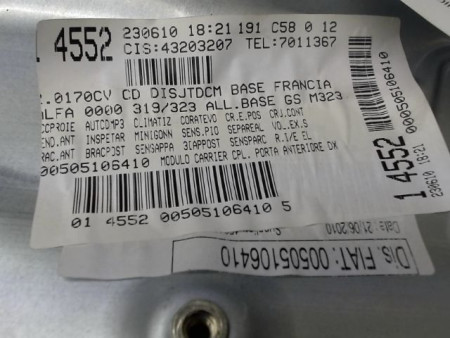 1 4552 230610 18:21 191 C58 0 12
CIS:43203207 TEL:7011367
.0170CV CD DISJTDCM BASE FRANCIA
ALFA 0000 319/323 ALL.BASE GS M323
CCPROIE AUTCDMP3 CLIMATIZ CORATEVO CR.E.POS CRJ.CONT
END.ANT INSPETAR MINIGONN SENS.PIO SEPAREAL VOL.EX.S
RAC.ANT BRACPOST SENSAPPA 3IAPPOST SENSPARC R.I/E EL
00505106410 MODULO CARRIER CPL. PORTA ANTERIORE DX
01 4552 00505106410 5
00505106410
1 4552
230610 18:21
Data : 21/06/2010
Dis. FIAT: 00505106410